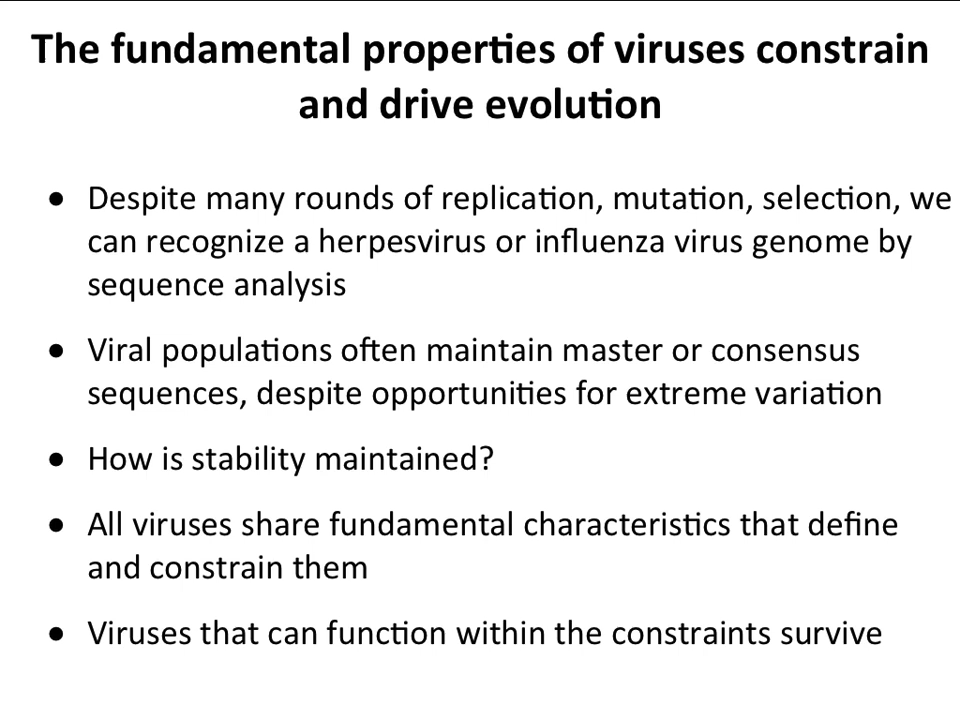 The fundamental properties of viruses constrain
and drive evolution
● Despite many rounds of replication, mutation, selection, we
can recognize a herpesvirus or influenza virus genome by
sequence analysis
● Viral populations often maintain master or consensus
sequences, despite opportunities for extreme variation
● How is stability maintained?
● All viruses share fundamental characteristics that define
and constrain them
● Viruses that can function within the constraints survive